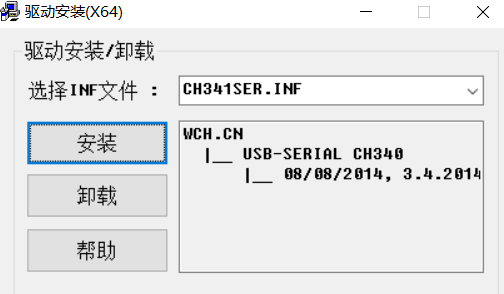 驱动安装(X64)
驱动安装/卸载
选择INF文件 :
CH341SER.INF
安装
卸载
帮助
WCH.CN
|__ USB-SERIAL CH340
|__ 08/08/2014, 3.4.2014